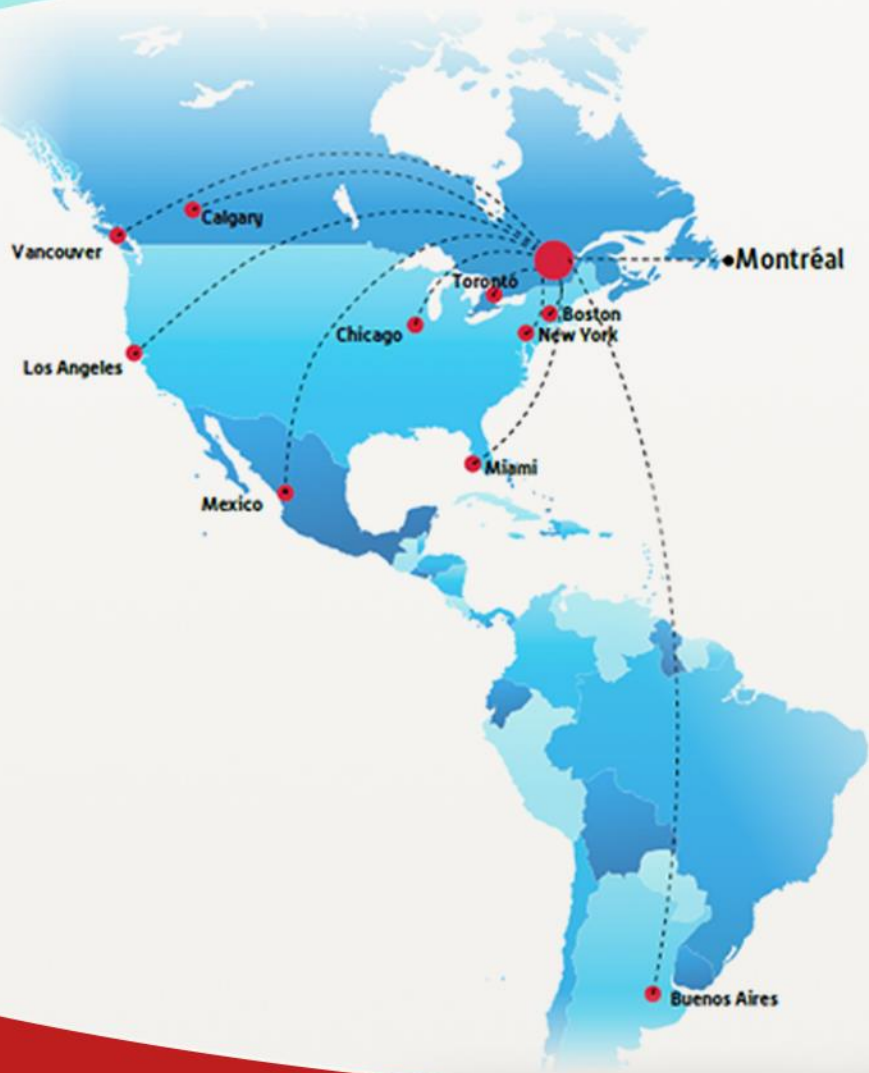 Calgary
Vancouver
Montréal
Toronto
Boston
Chicago
New York
Los Angeles
Miami
Mexico
Buenos Aires